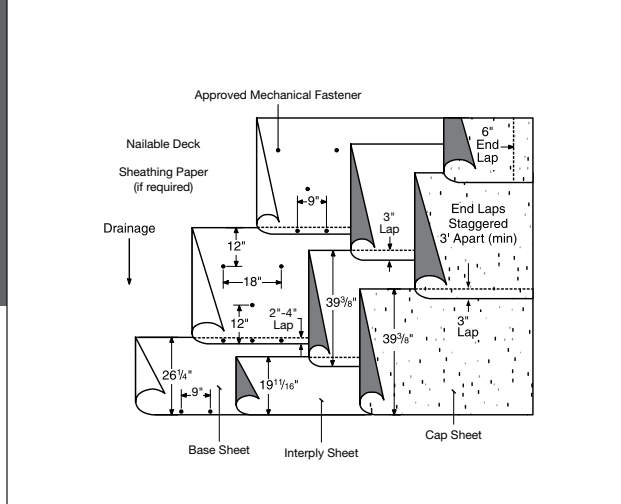 Approved Mechanical Fastener
Nailable Deck
Sheathing Paper
(if required)
Drainage
6"
End
Lap
9"
3"
Lap
End Laps
Staggered
3' Apart (min)
12"
18"
12"
2"-4"
Lap
39³/₈"
39³/₈"
3"
Lap
26¹/₄"
9"
19¹¹/₁₆"
Base Sheet
Interply Sheet
Cap Sheet